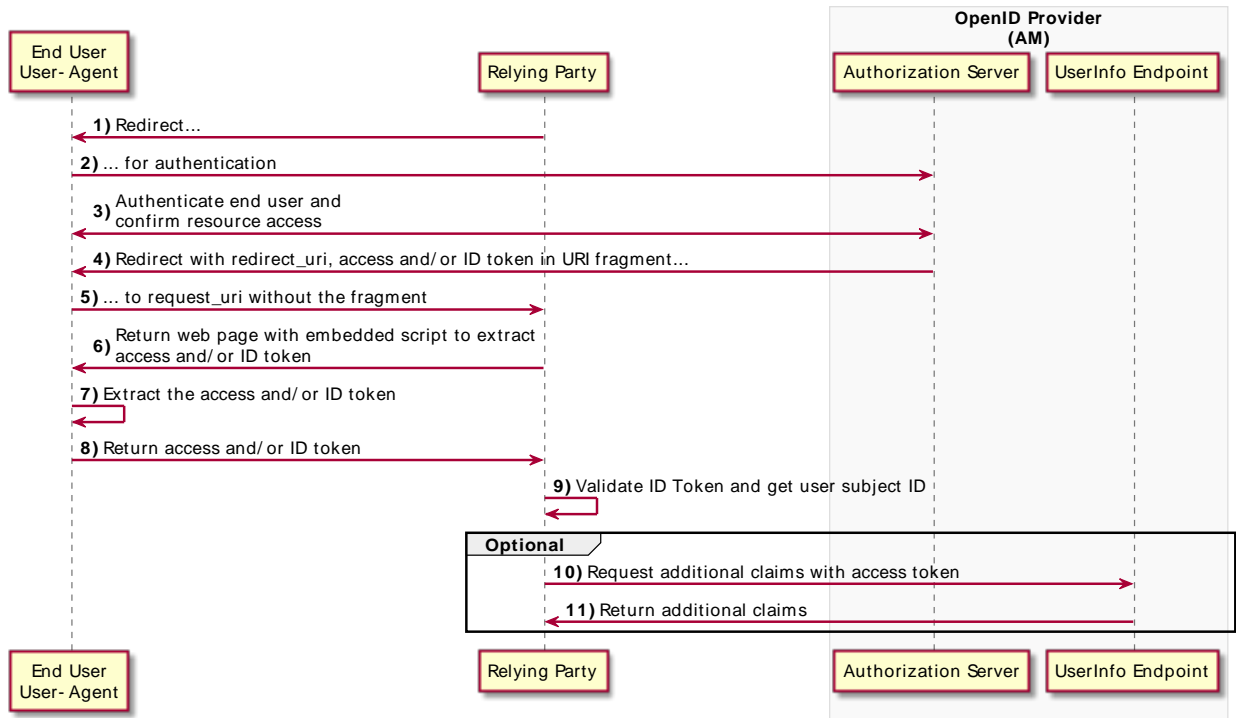 OpenID Provider
(AM)
End User
User-Agent
Relying Party
Authorization Server
UserInfo Endpoint
1) Redirect...
2) ... for authentication
3) Authenticate end user and
confirm resource access
4) Redirect with redirect_uri, access and/or ID token in URI fragment...
5) ... to request_uri without the fragment
6) Return web page with embedded script to extract
access and/or ID token
7) Extract the access and/or ID token
8) Return access and/or ID token
9) Validate ID Token and get user subject ID
Optional
10) Request additional claims with access token
11) Return additional claims
End User
User-Agent
Relying Party
Authorization Server
UserInfo Endpoint